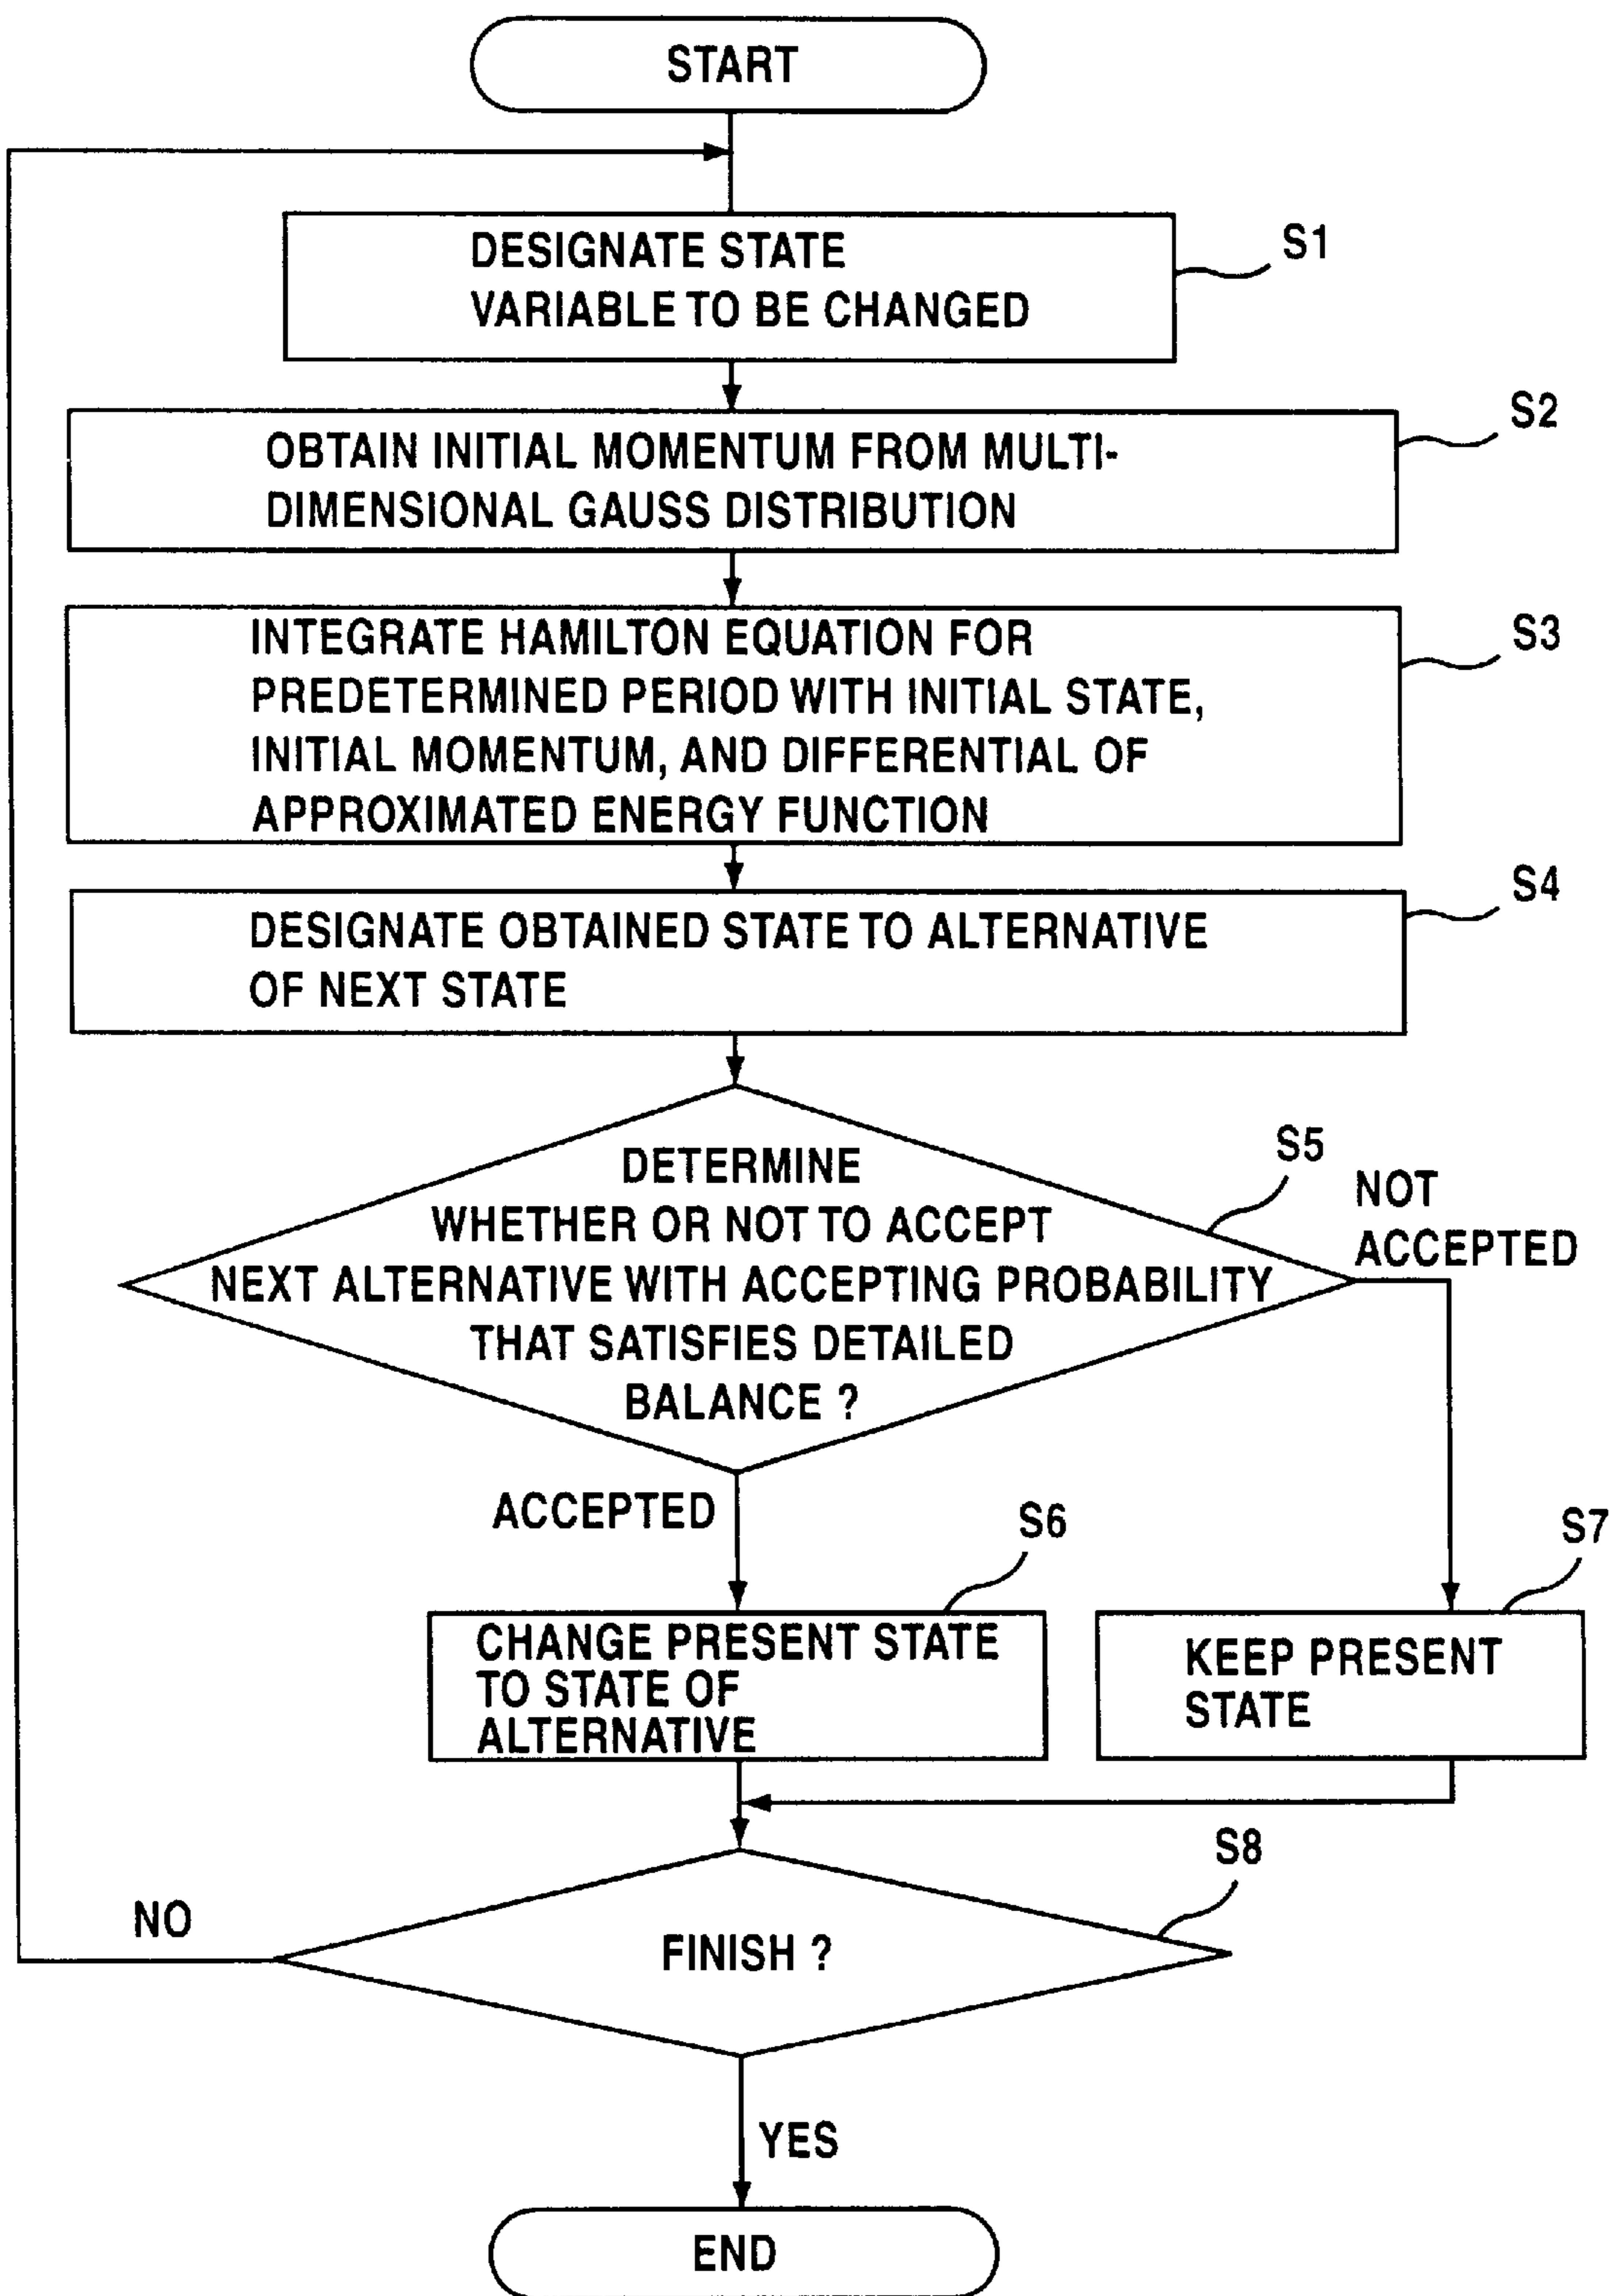 START
DESIGNATE STATE
VARIABLE TO BE CHANGED
S1
OBTAIN INITIAL MOMENTUM FROM MULTI-
DIMENSIONAL GAUSS DISTRIBUTION
S2
INTEGRATE HAMILTON EQUATION FOR
PREDETERMINED PERIOD WITH INITIAL STATE,
INITIAL MOMENTUM, AND DIFFERENTIAL OF
APPROXIMATED ENERGY FUNCTION
S3
DESIGNATE OBTAINED STATE TO ALTERNATIVE
OF NEXT STATE
S4
DETERMINE
WHETHER OR NOT TO ACCEPT
NEXT ALTERNATIVE WITH ACCEPTING PROBABILITY
THAT SATISFIES DETAILED
BALANCE ?
S5
NOT
ACCEPTED
ACCEPTED
S6
CHANGE PRESENT STATE
TO STATE OF
ALTERNATIVE
S7
KEEP PRESENT
STATE
S8
NO
FINISH ?
YES
END